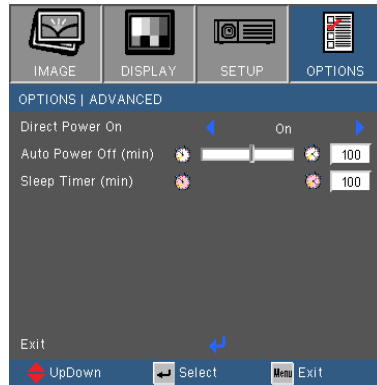 IMAGE DISPLAY SETUP OPTIONS
OPTIONS | ADVANCED
Direct Power On On
Auto Power Off (min) 100
Sleep Timer (min) 100
Exit
UpDown Select Menu Exit